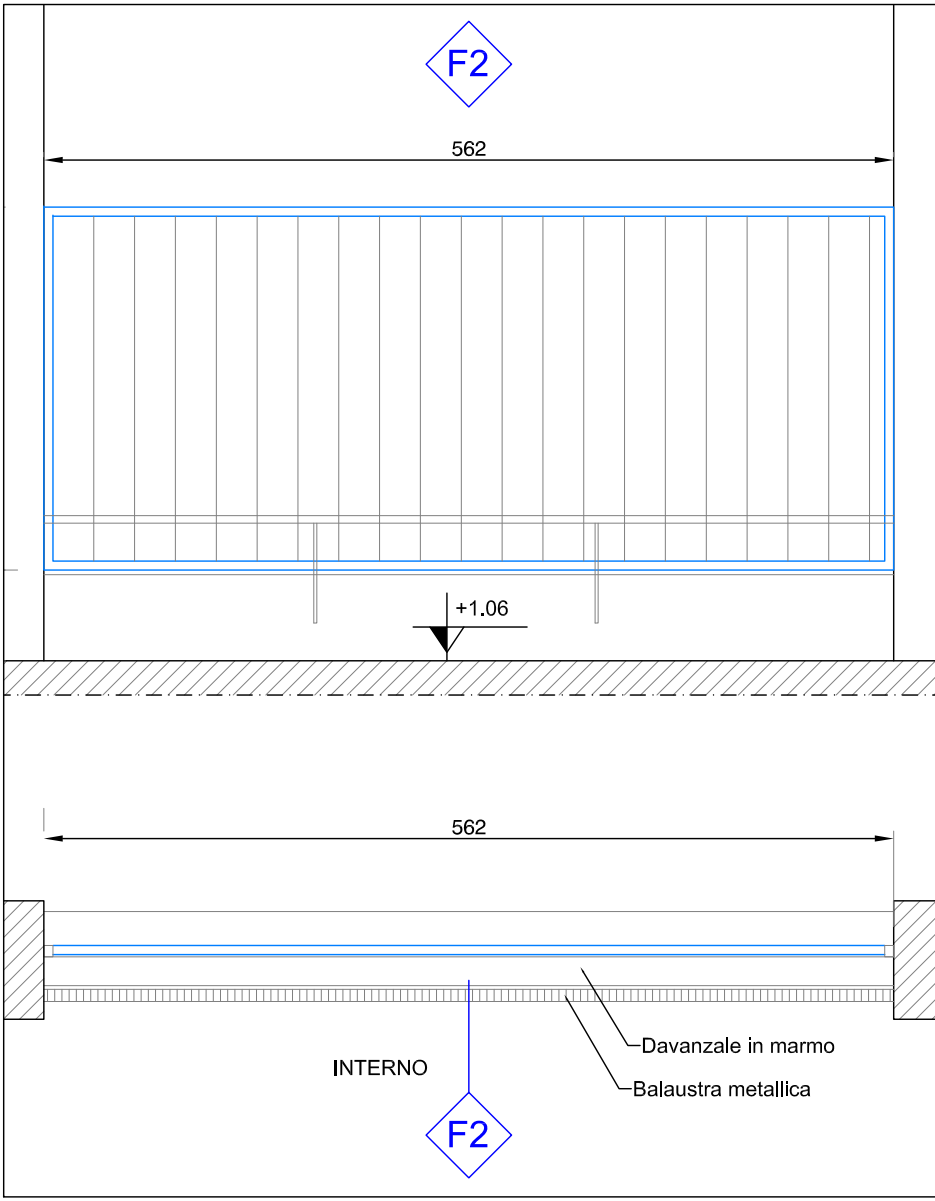 F2
562
+1.06
562
Davanzale in marmo
INTERNO
Balaustra metallica
F2